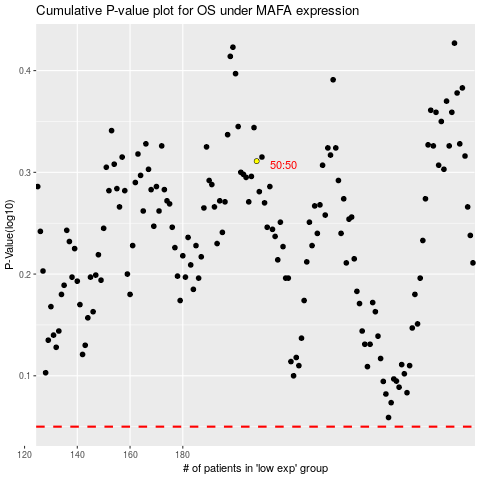 Cumulative P-value plot for OS under MAFA expression
P-Value(log10)
0.4
0.3
0.2
0.1
50:50
120 140 160 180
# of patients in 'low exp' group